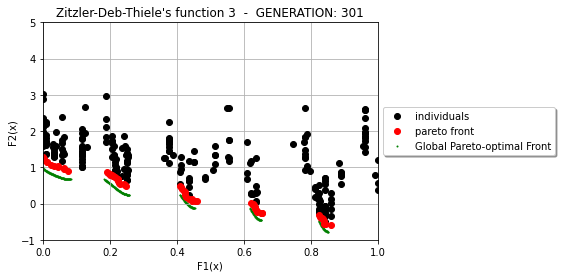 Zitzler-Deb-Thiele's function 3 - GENERATION: 301
5
4
3
2
1
0
−1
F2(x)
0.0 0.2 0.4 0.6 0.8 1.0
F1(x)
individuals
pareto front
Global Pareto-optimal Front